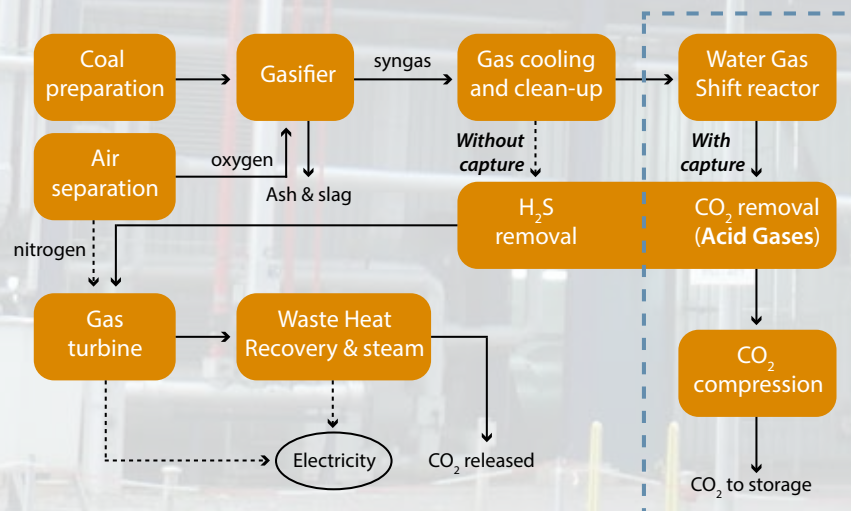 Coal
preparation
Gasifier
syngas
Gas cooling
and clean-up
Water Gas
Shift reactor
Air
separation
oxygen
Ash & slag
Without
capture
With
capture
H₂S
removal
CO₂ removal
(Acid Gases)
nitrogen
Gas
turbine
Waste Heat
Recovery & steam
CO₂
compression
Electricity
CO₂ released
CO₂ to storage